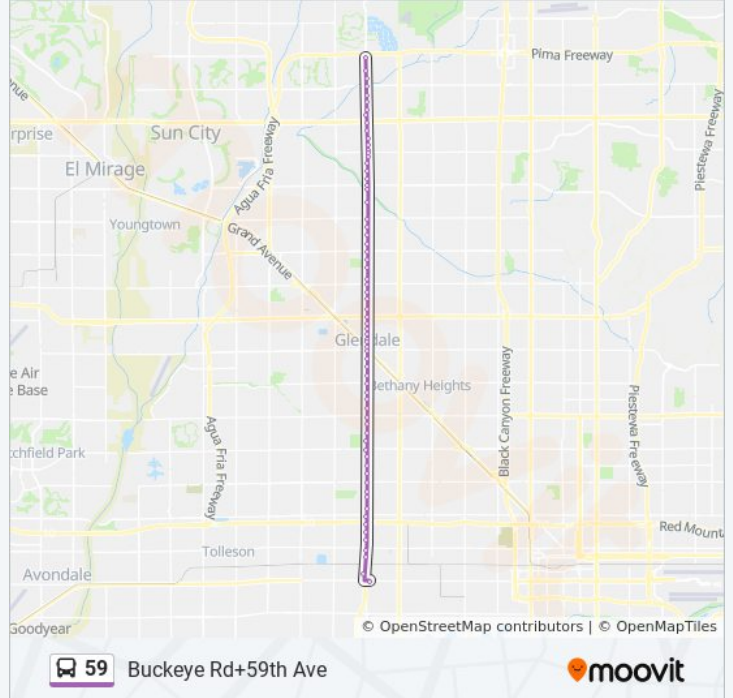 Pima Freeway
enue
rprise
Sun City
El Mirage
Agua Fria Freeway
Piestewa Freeway
Youngtown
Grand Avenue
Glendale
Bethany Heights
e Air
e Base
Black Canyon Freeway
Piestewa Freeway
Agua Fria Freeway
chfield Park
Red Mount
Tolleson
Avondale
Goodyear
© OpenStreetMap contributors | © OpenMapTiles
59 Buckeye Rd+59th Ave
moovit